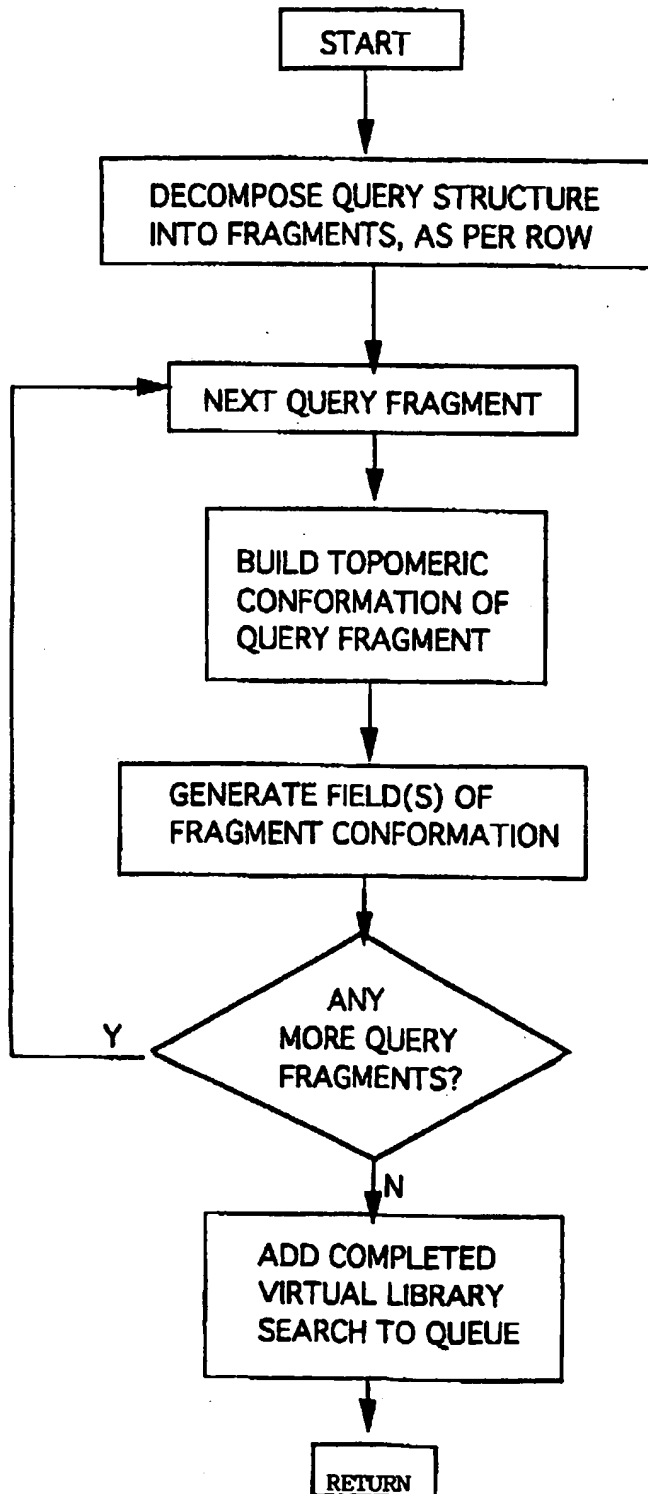 START
DECOMPOSE QUERY STRUCTURE
INTO FRAGMENTS, AS PER ROW
NEXT QUERY FRAGMENT
BUILD TOPOMERIC
CONFORMATION OF
QUERY FRAGMENT
GENERATE FIELD(S) OF
FRAGMENT CONFORMATION
ANY
MORE QUERY
FRAGMENTS?
Y
N
ADD COMPLETED
VIRTUAL LIBRARY
SEARCH TO QUEUE
RETURN